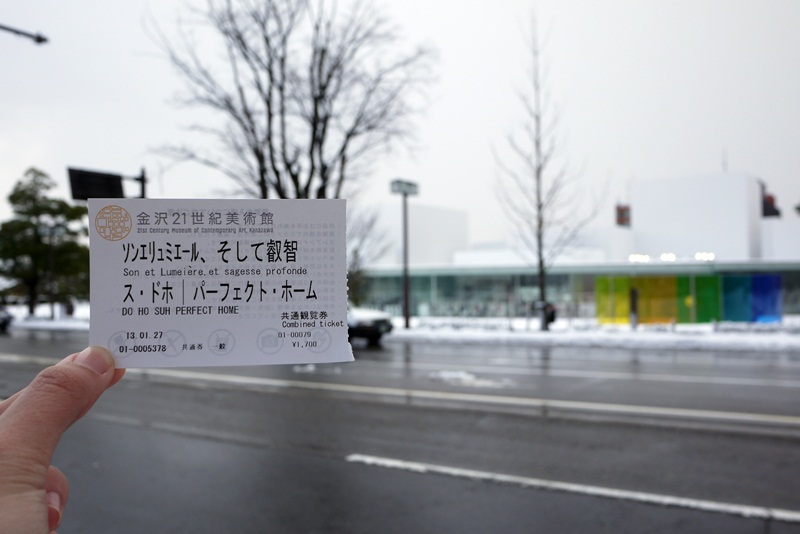 金沢21世紀美術館
21st Century Museum of Contemporary Art, Kanazawa
ソンエリュミエール、そして叡智
Son et Lumeière,et sagesse profonde
ス・ドホ│パーフェクト・ホーム
DO HO SUH PERFECT HOME
共通観覧券
Combined ticket
13.01.27
01-00079
01-0005378 共通当 一般
¥1,700